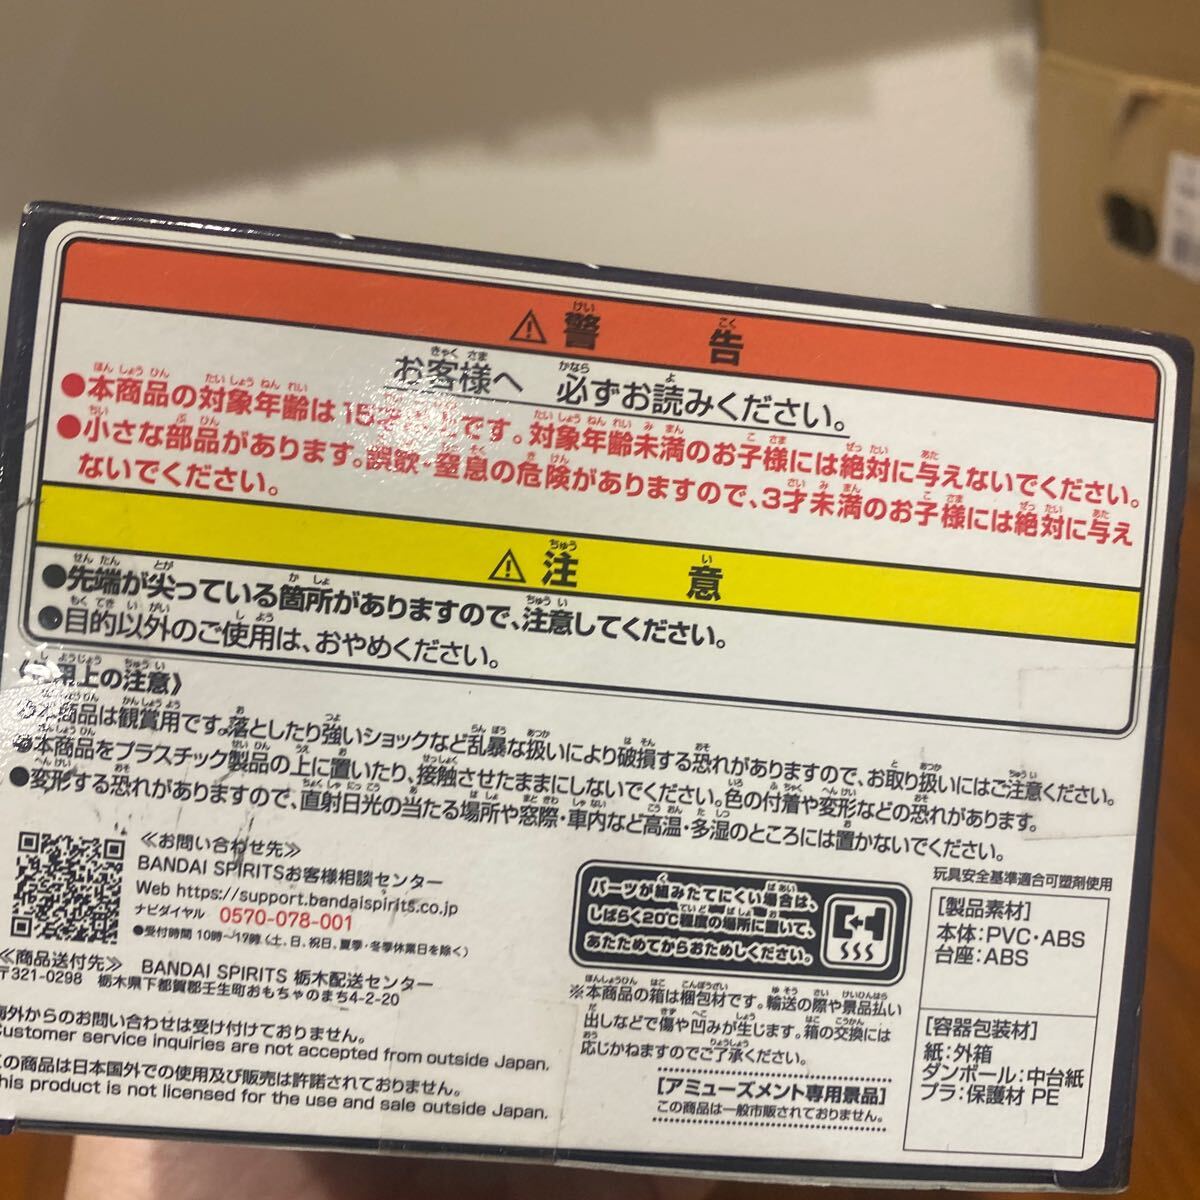 ⚠警告
お客様へ 必ずお読みください。
●本商品の対象年齢は15才以上です。対象年齢未満のお子様には絶対に与えないでください。
●小さな部品があります。誤飲・窒息の危険がありますので、3才未満のお子様には絶対に与え
ないでください。
⚠注意
●先端が尖っている箇所がありますので、注意してください。
●目的以外のご使用は、おやめください。
《使用上の注意》
●本商品は観賞用です。落としたり強いショックなど乱暴な扱いにより破損する恐れがありますので、お取り扱いにはご注意ください。
●本商品をプラスチック製品の上に置いたり、接触させたままにしないでください。色の付着や変形などの恐れがあります。
●変形する恐れがありますので、直射日光の当たる場所や窓際・車内など高温・多湿のところには置かないでください。
≪お問い合わせ先≫
BANDAI SPIRITSお客様相談センター
Web https://support.bandaispirits.co.jp
ナビダイヤル 0570-078-001
●受付時間 10時~17時(土、日、祝日、夏季・冬季休業日を除く)
≪商品送付先≫ BANDAI SPIRITS 栃木配送センター
〒321-0298 栃木県下都賀郡壬生町おもちゃのまち4-2-20
海外からのお問い合わせは受け付けておりません。
Customer service inquiries are not accepted from outside Japan.
この商品は日本国外での使用及び販売は許諾されておりません。
This product is not licensed for the use and sale outside Japan.
パーツが組みたてにくい場合は、
しばらく20℃程度の場所に置いて、
あたためてからおためしください。
※本商品の箱は梱包材です。輸送の際や景品払い
出しなどで傷や凹みが生じます。箱の交換には
応じかねますのでご了承ください。
[アミューズメント専用景品]
この商品は一般市販されておりません。
玩具安全基準適合可塑剤使用
[製品素材]
本体:PVC・ABS
台座:ABS
[容器包装材]
紙:外箱
ダンボール:中台紙
プラ:保護材 PE